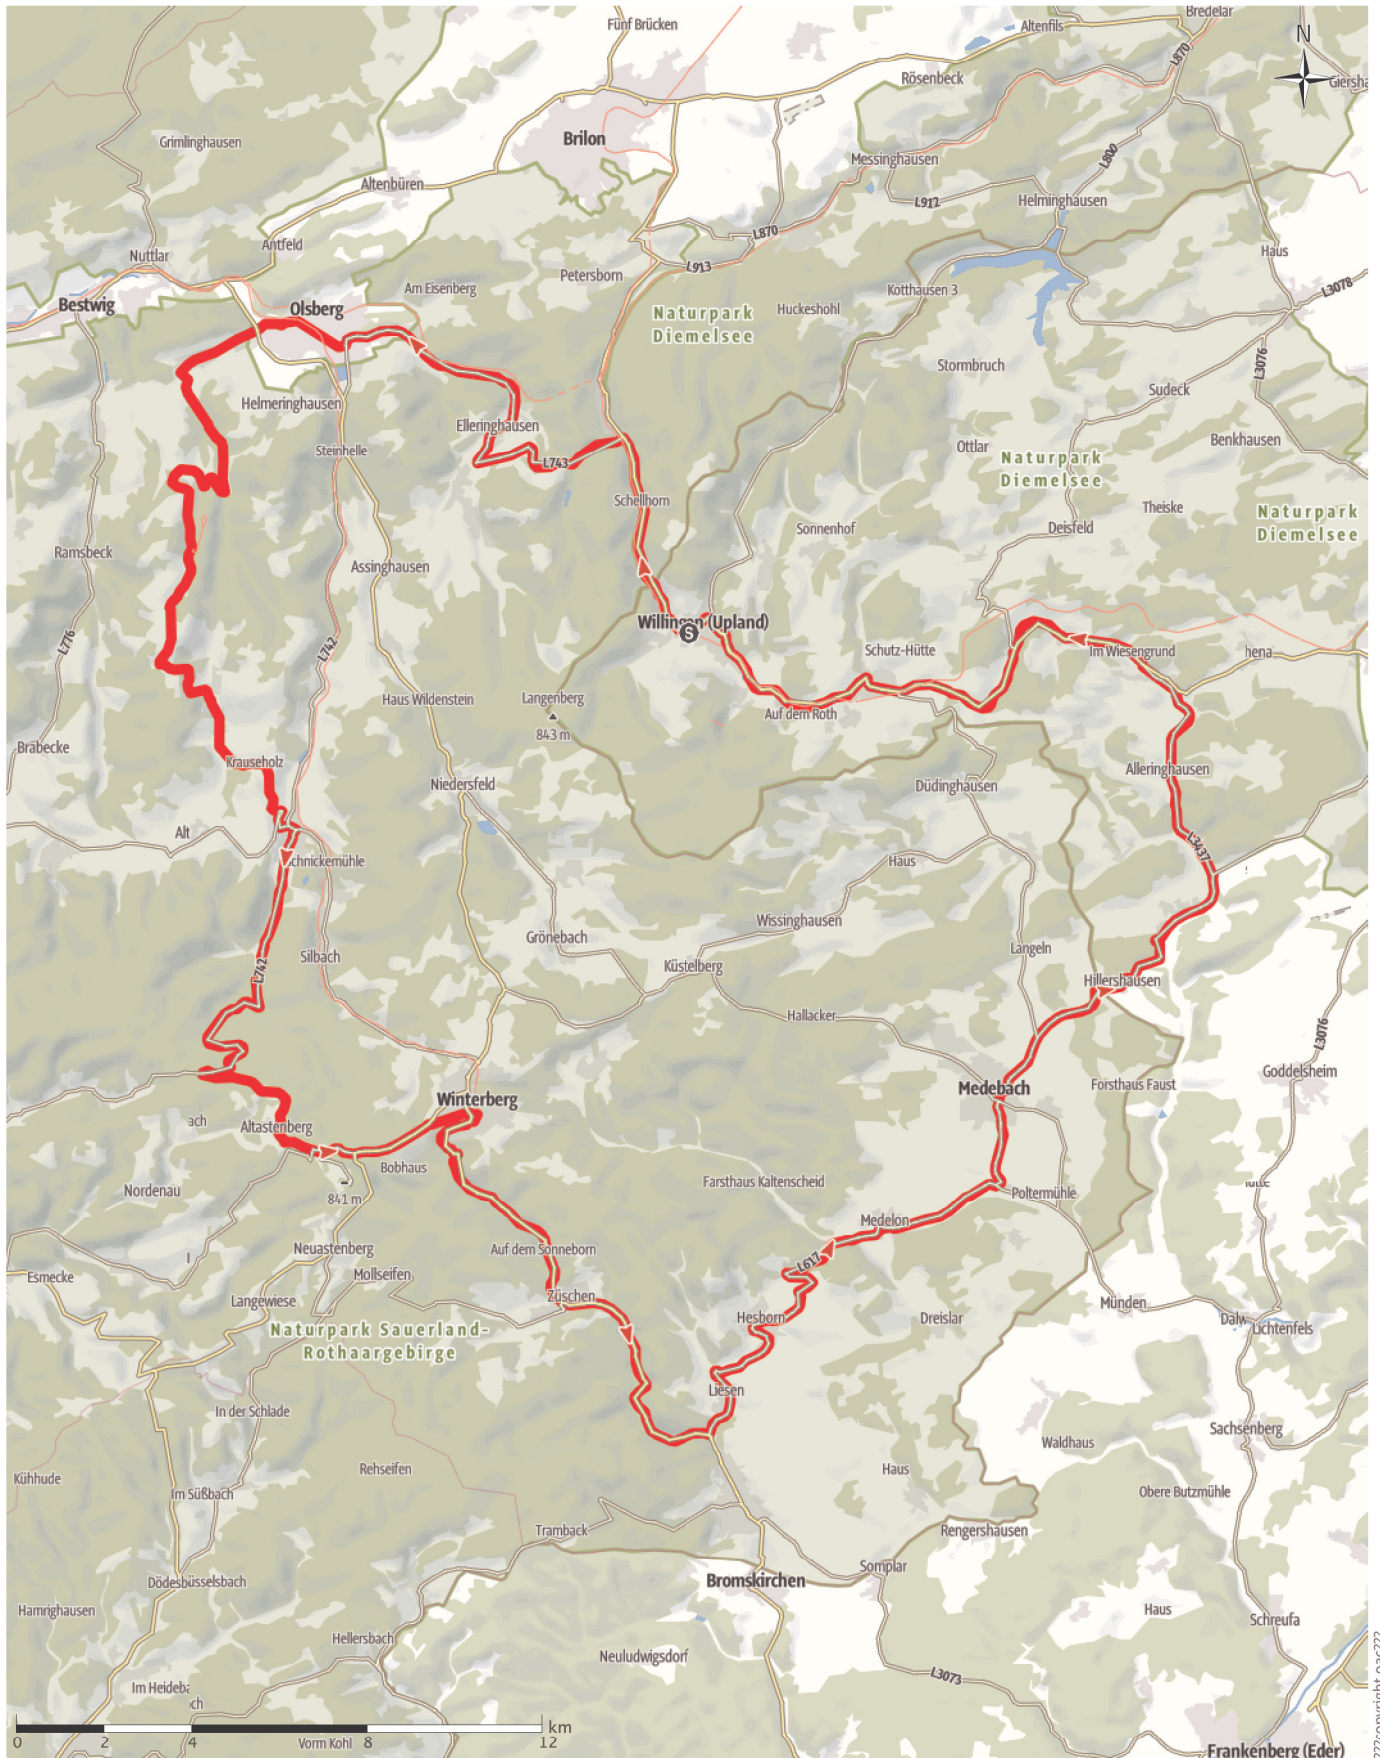 Fünf Brücken
Altenfils
Bredelar
N
L870
Rösenbeck
Giersha
Brilon
Grimlinghausen
Messinghausen
L800
Altenbüren
L912
Helminghausen
L870
Antfeld
Nuttlar
Haus
L913
Petersborn
Am Eisenberg
Kotthausen 3
L3078
Bestwig
Olsberg
Huckeshohl
Naturpark
Diemelsee
L3076
Stormbruch
Sudeck
Helmeringhausen
Elleringhausen
Benkhausen
Ottlar
Steinhelle
L743
Naturpark
Diemelsee
Schellhorn
Theiske
Naturpark
Diemelsee
Sonnenhof
Deisfeld
Ramsbeck
Assinghausen
Willingen (Upland)
S
L776
L742
Schutz-Hütte
Im Wiesengrund
hena
Haus Wildenstein
Langenberg
843 m
Auf dem Roth
Brabecke
Krauseholz
Alleringhausen
Niedersfeld
Düdinghausen
Alt
L3437
chnickemühle
Haus
Wissinghausen
Grönebach
Langeln
Silbach
L742
Küstelberg
Hillershausen
Hallacker
L3076
Goddelsheim
Medebach
Forsthaus Faust
Winterberg
ach
Altastenberg
Bobhaus
Farsthaus Kaltenscheid
Nordenau
841 m
Poltermühle
Medelon
Neuastenberg
Auf dem Sonneborn
L617
Esmecke
Mollseifen
Langewiese
Züschen
Hesborn
Dreislar
Münden
Dalw
Lichtenfels
Naturpark Sauerland-
Rothaargebirge
Liesen
In der Schlade
Sachsenberg
Waldhaus
Kühhude
Rehseifen
Haus
Im Süßbach
Obere Butzmühle
Tramback
Rengershausen
Somplar
Dödesbüsselsbach
Bromskirchen
Hamrighausen
Haus
Schreufa
Hellersbach
Neuludwigsdorf
L3073
Im Heideba
ch
km
0 2 4 8 12
Vorm Kohl
Frankenberg (Eder)